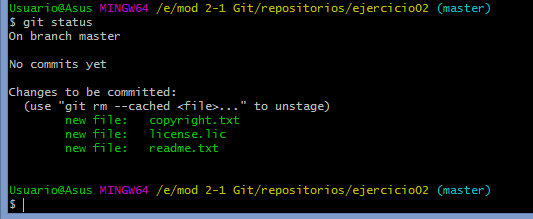 Usuario@Asus MINGW64 /e/mod 2-1 Git/repositorios/ejercicio02 (master)
$ git status
On branch master
No commits yet
Changes to be committed:
  (use "git rm --cached <file>..." to unstage)
        new file:   copyright.txt
        new file:   license.lic
        new file:   readme.txt
Usuario@Asus MINGW64 /e/mod 2-1 Git/repositorios/ejercicio02 (master)
$